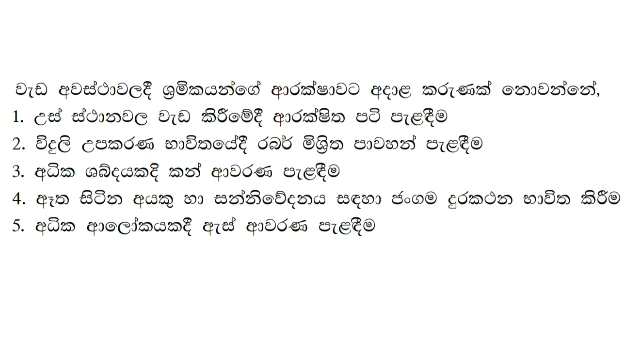 වැඩ අවස්ථාවලදී ශ්‍රමිකයන්ගේ ආරක්ෂාවට අදාළ කරුණක් නොවන්නේ,
1. උස් ස්ථානවල වැඩ කිරීමේදී ආරක්ෂිත පටි පැළඳීම
2. විදුලි උපකරණ භාවිතයේදී රබර් මිශ්‍රිත පාවහන් පැළඳීම
3. අධික ශබ්දයකදි කන් ආවරණ පැළඳීම
4. ඈත සිටින අයකු හා සන්නිවේදනය සඳහා ජංගම දුරකථන භාවිත කිරීම
5. අධික ආලෝකයකදී ඇස් ආවරණ පැළඳීම